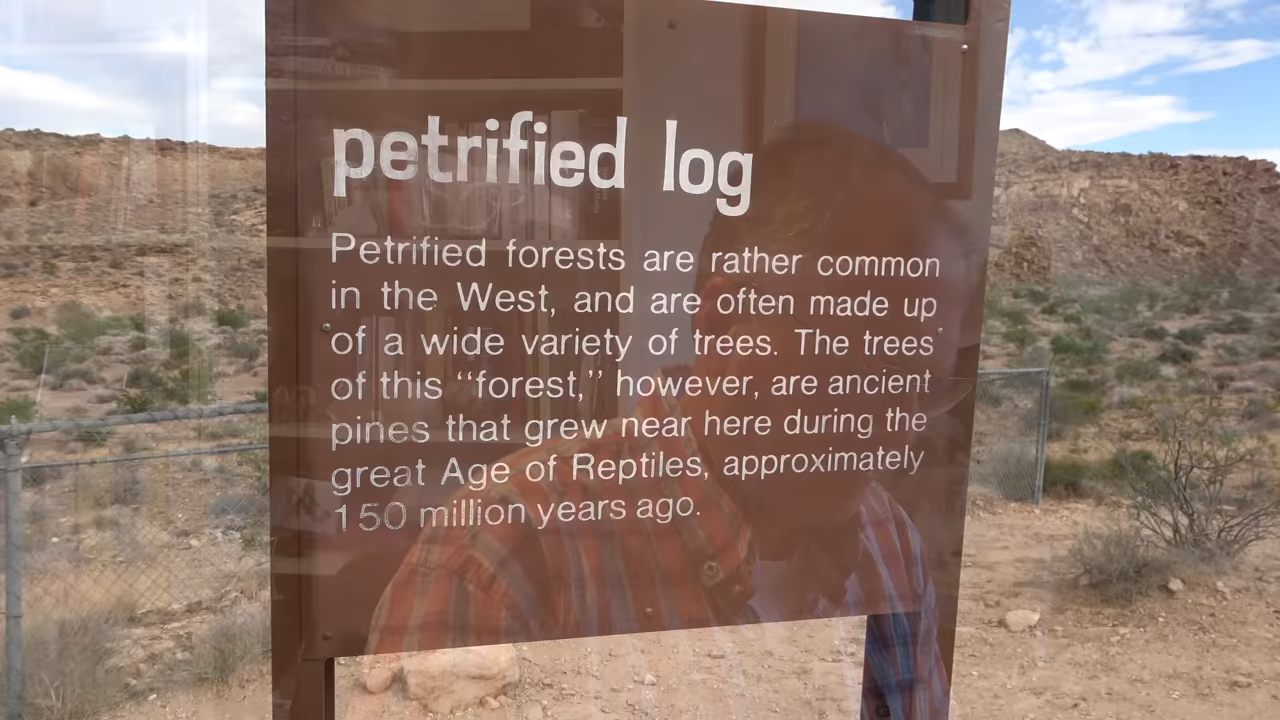 petrified log
Petrified forests are rather common
in the West, and are often made up
of a wide variety of trees. The trees
of this “forest,” however, are ancient
pines that grew near here during the
great Age of Reptiles, approximately
150 million years ago.